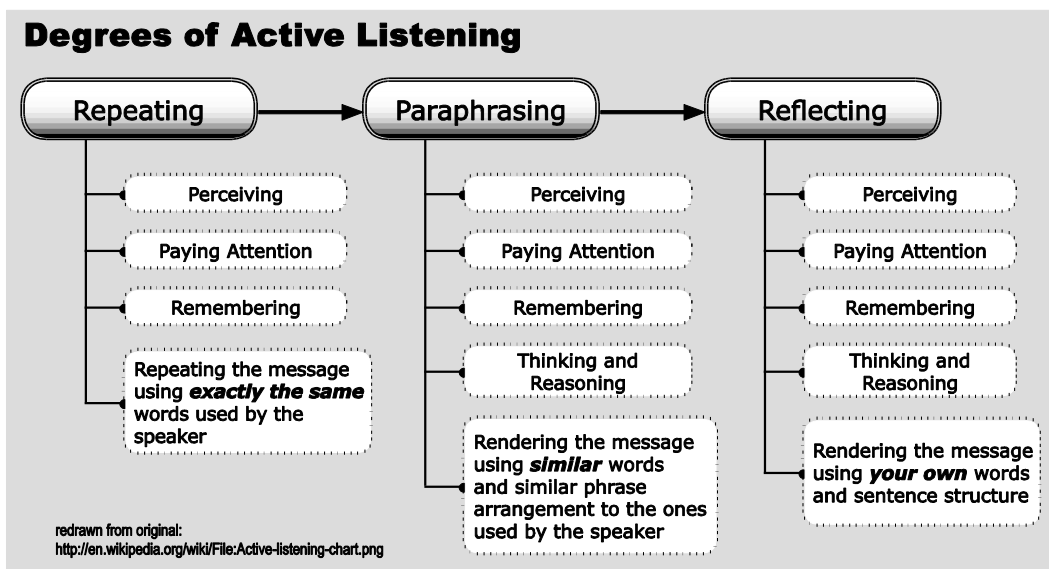 Degrees of Active Listening
Repeating
Perceiving
Paying Attention
Remembering
Repeating the message
using exactly the same
words used by the
speaker
Paraphrasing
Perceiving
Paying Attention
Remembering
Thinking and
Reasoning
Rendering the message
using similar words
and similar phrase
arrangement to the ones
used by the speaker
Reflecting
Perceiving
Paying Attention
Remembering
Thinking and
Reasoning
Rendering the message
using your own words
and sentence structure
redrawn from original:
http://en.wikipedia.org/wiki/File:Active-listening-chart.png